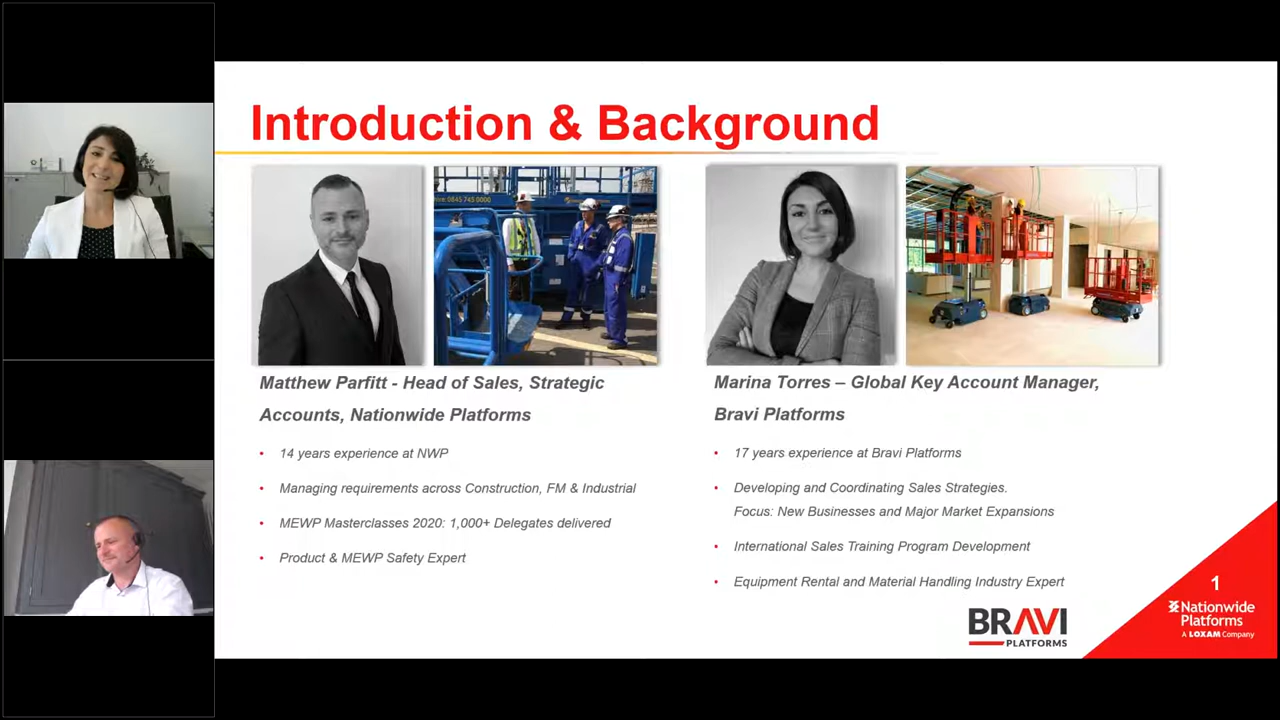 Introduction & Background
0845 745 0000
Matthew Parfitt - Head of Sales, Strategic
Accounts, Nationwide Platforms
• 14 years experience at NWP
• Managing requirements across Construction, FM & Industrial
• MEWP Masterclasses 2020: 1,000+ Delegates delivered
• Product & MEWP Safety Expert
Marina Torres – Global Key Account Manager,
Bravi Platforms
• 17 years experience at Bravi Platforms
• Developing and Coordinating Sales Strategies.
Focus: New Businesses and Major Market Expansions
• International Sales Training Program Development
• Equipment Rental and Material Handling Industry Expert
BRAVI
PLATFORMS
1
Nationwide
Platforms
A LOXAM Company